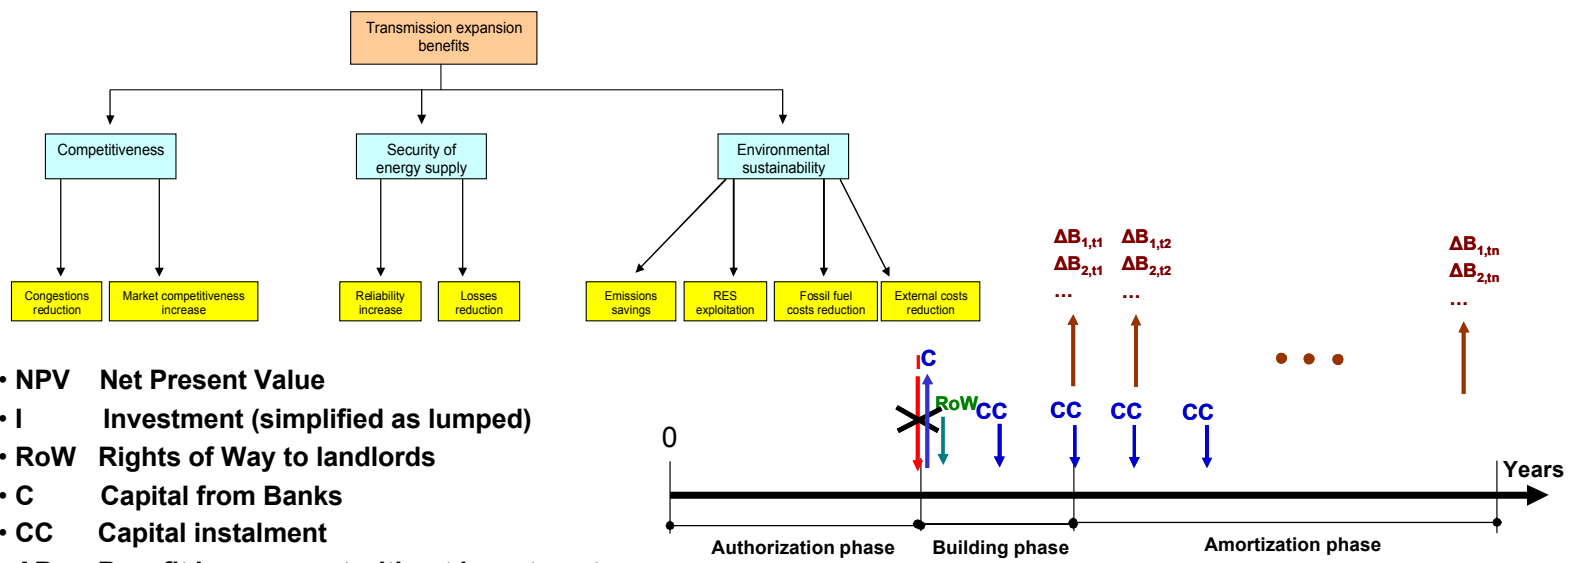 Transmission expansion
benefits
Competitiveness
Security of
energy supply
Environmental
sustainability
Congestions
reduction
Market competitiveness
increase
Reliability
increase
Losses
reduction
Emissions
savings
RES
exploitation
Fossil fuel
costs reduction
External costs
reduction
• NPV Net Present Value
• I Investment (simplified as lumped)
• RoW Rights of Way to landlords
• C Capital from Banks
• CC Capital instalment
ΔB1,t1
ΔB2,t1
...
ΔB1,t2
ΔB2,t2
...
ΔB1,tn
ΔB2,tn
...
I C
RoW
CC
CC
CC
CC
0
Years
Authorization phase
Building phase
Amortization phase